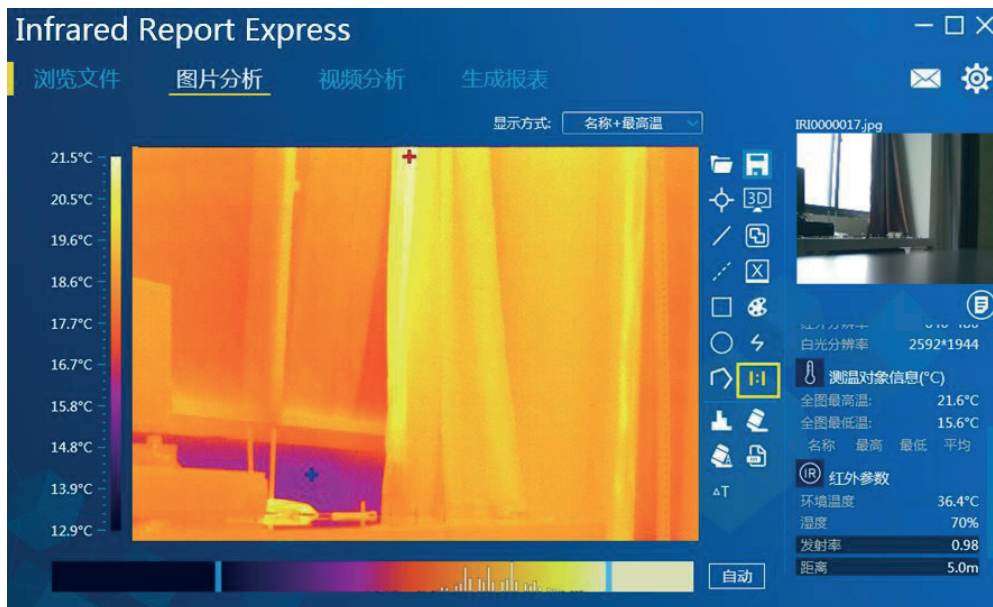 Infrared Report Express
浏览文件 图片分析 视频分析 生成报表
显示方式: 名称+最高温
IRI0000017.jpg
21.5°C
20.5°C
19.6°C
18.6°C
17.7°C
16.7°C
15.8°C
14.8°C
13.9°C
12.9°C
3D
X
1:1
ΔT
自动
白光分辨率 2592*1944
测温对象信息(°C)
全图最高温: 21.6°C
全图最低温: 15.6°C
名称 最高 最低 平均
IR 红外参数
环境温度 36.4°C
湿度 70%
发射率 0.98
距离 5.0m